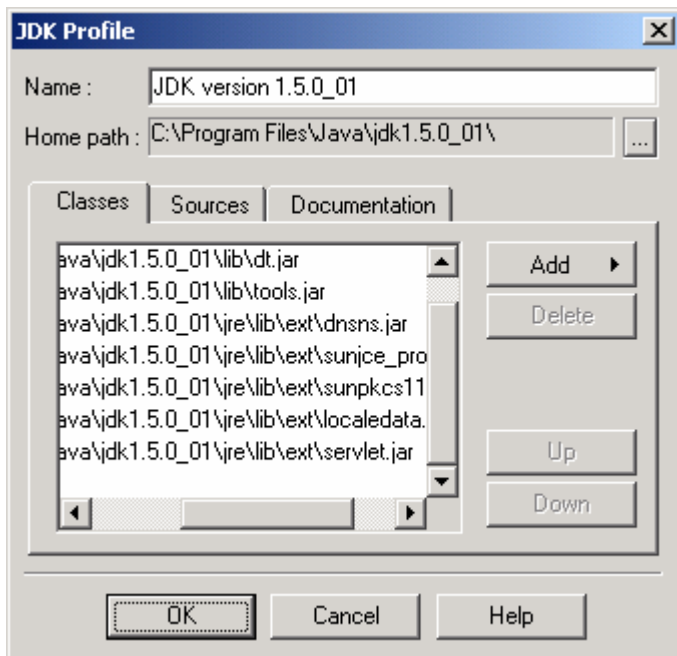 JDK Profile
Name : JDK version 1.5.0_01
Home path : C:\Program Files\Java\jdk1.5.0_01\ ...
Classes Sources Documentation
ava\jdk1.5.0_01\lib\dt.jar
ava\jdk1.5.0_01\lib\tools.jar
ava\jdk1.5.0_01\jre\lib\ext\dnsns.jar
ava\jdk1.5.0_01\jre\lib\ext\sunjce_pro
ava\jdk1.5.0_01\jre\lib\ext\sunpkcs11
ava\jdk1.5.0_01\jre\lib\ext\localedata.
ava\jdk1.5.0_01\jre\lib\ext\servlet.jar
Add
Delete
Up
Down
OK Cancel Help